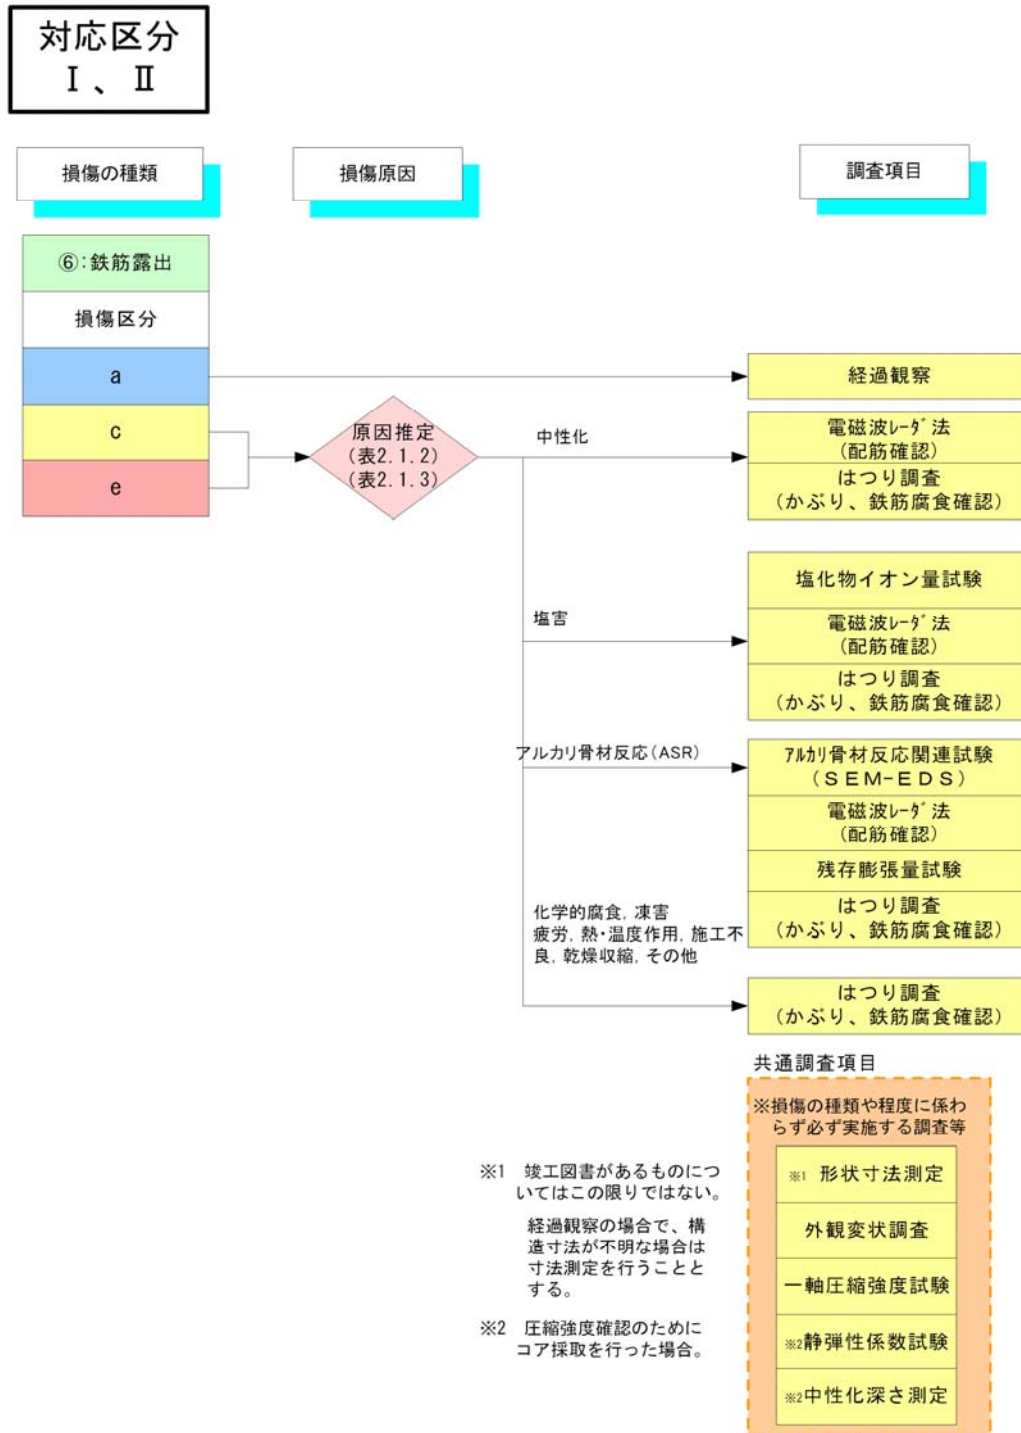 対応区分
Ⅰ、Ⅱ
損傷の種類
損傷原因
調査項目
⑥:鉄筋露出
損傷区分
a
c
e
原因推定
(表2.1.2)
(表2.1.3)
中性化
塩害
アルカリ骨材反応(ASR)
化学的腐食, 凍害
疲労, 熱・温度作用, 施工不
良, 乾燥収縮, その他
経過観察
電磁波ﾚｰﾀﾞ法
(配筋確認)
はつり調査
(かぶり、鉄筋腐食確認)
塩化物イオン量試験
電磁波ﾚｰﾀﾞ法
(配筋確認)
はつり調査
(かぶり、鉄筋腐食確認)
ｱﾙｶﾘ骨材反応関連試験
(ＳＥＭ-ＥＤＳ)
電磁波ﾚｰﾀﾞ法
(配筋確認)
残存膨張量試験
はつり調査
(かぶり、鉄筋腐食確認)
はつり調査
(かぶり、鉄筋腐食確認)
共通調査項目
※損傷の種類や程度に係わ
らず必ず実施する調査等
※1 形状寸法測定
外観変状調査
一軸圧縮強度試験
※2静弾性係数試験
※2中性化深さ測定
※1 竣工図書があるものにつ
いてはこの限りではない。
経過観察の場合で、構
造寸法が不明な場合は
寸法測定を行うことと
する。
※2 圧縮強度確認のために
コア採取を行った場合。